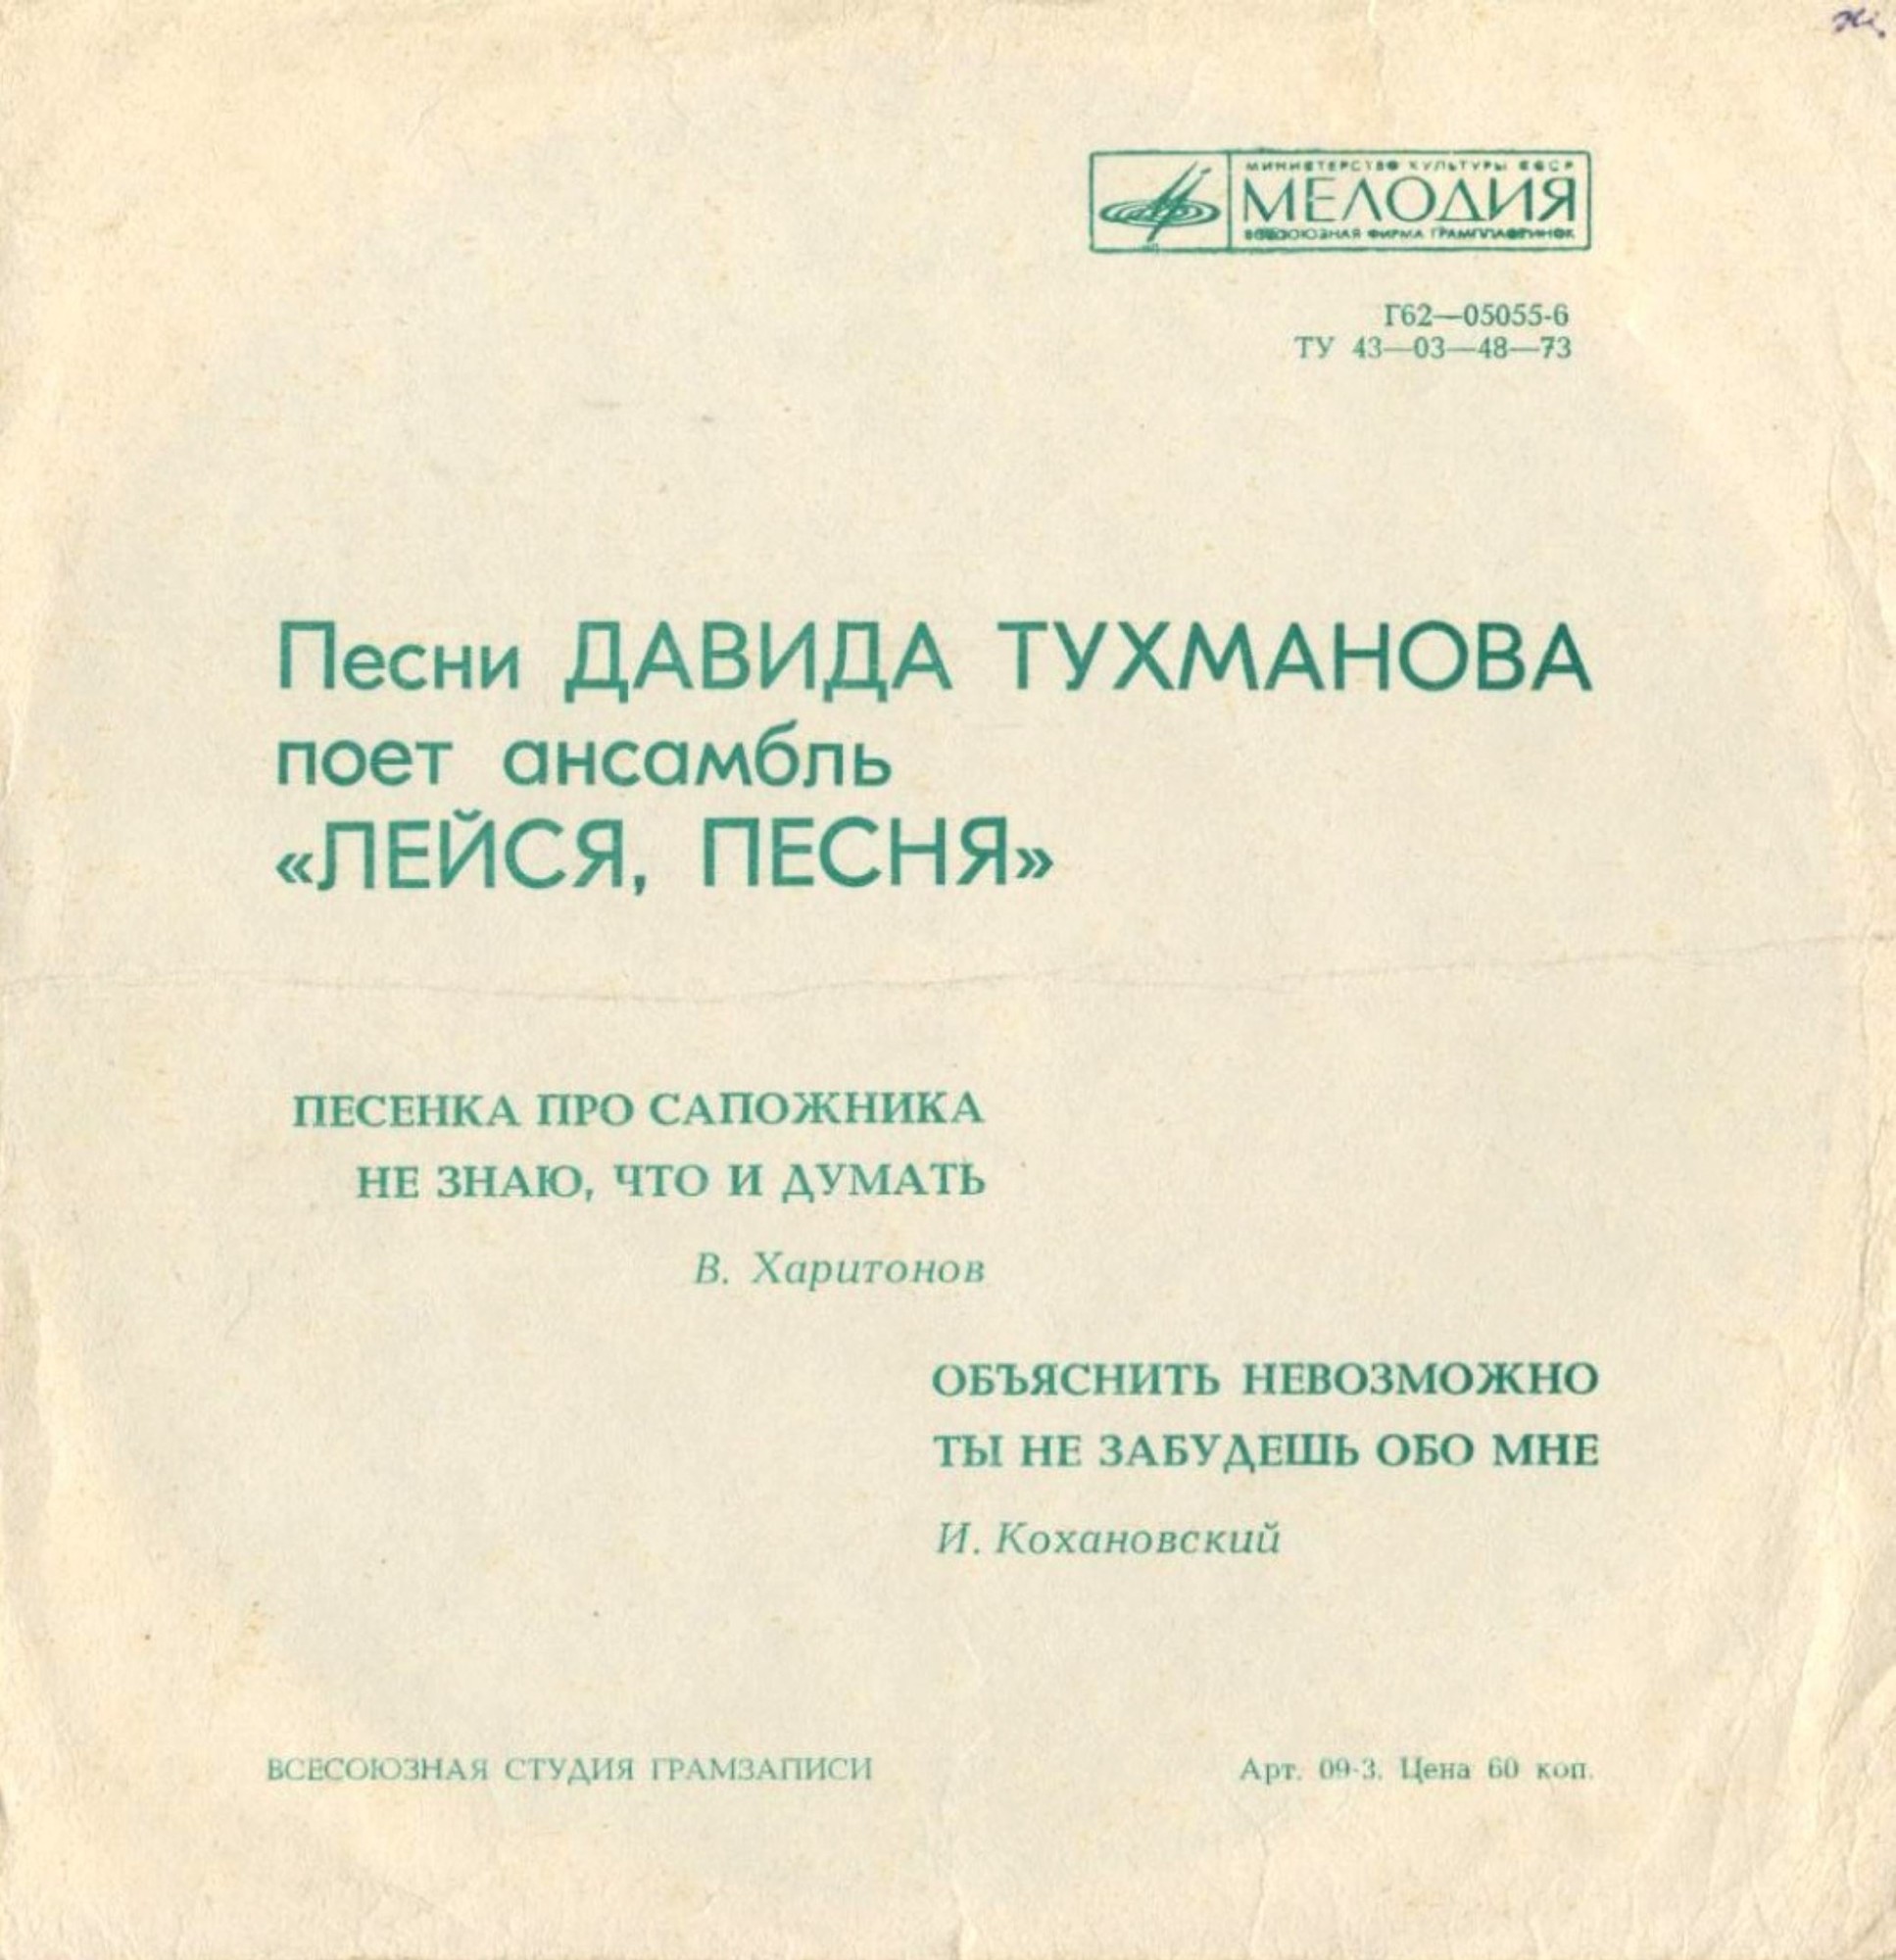 МИНИСТЕРСТВО КУЛЬТУРЫ СССР
МЕЛОДИЯ
ВСЕСОЮЗНАЯ ФИРМА ГРАМПЛАСТИНОК
Г62—05055-6
ТУ 43—03—48—73
Песни ДАВИДА ТУХМАНОВА
поет ансамбль
«ЛЕЙСЯ, ПЕСНЯ»
ПЕСЕНКА ПРО САПОЖНИКА
НЕ ЗНАЮ, ЧТО И ДУМАТЬ
В. Харитонов
ОБЪЯСНИТЬ НЕВОЗМОЖНО
ТЫ НЕ ЗАБУДЕШЬ ОБО МНЕ
И. Кохановский
ВСЕСОЮЗНАЯ СТУДИЯ ГРАМЗАПИСИ
Арт. 09-3. Цена 60 коп.